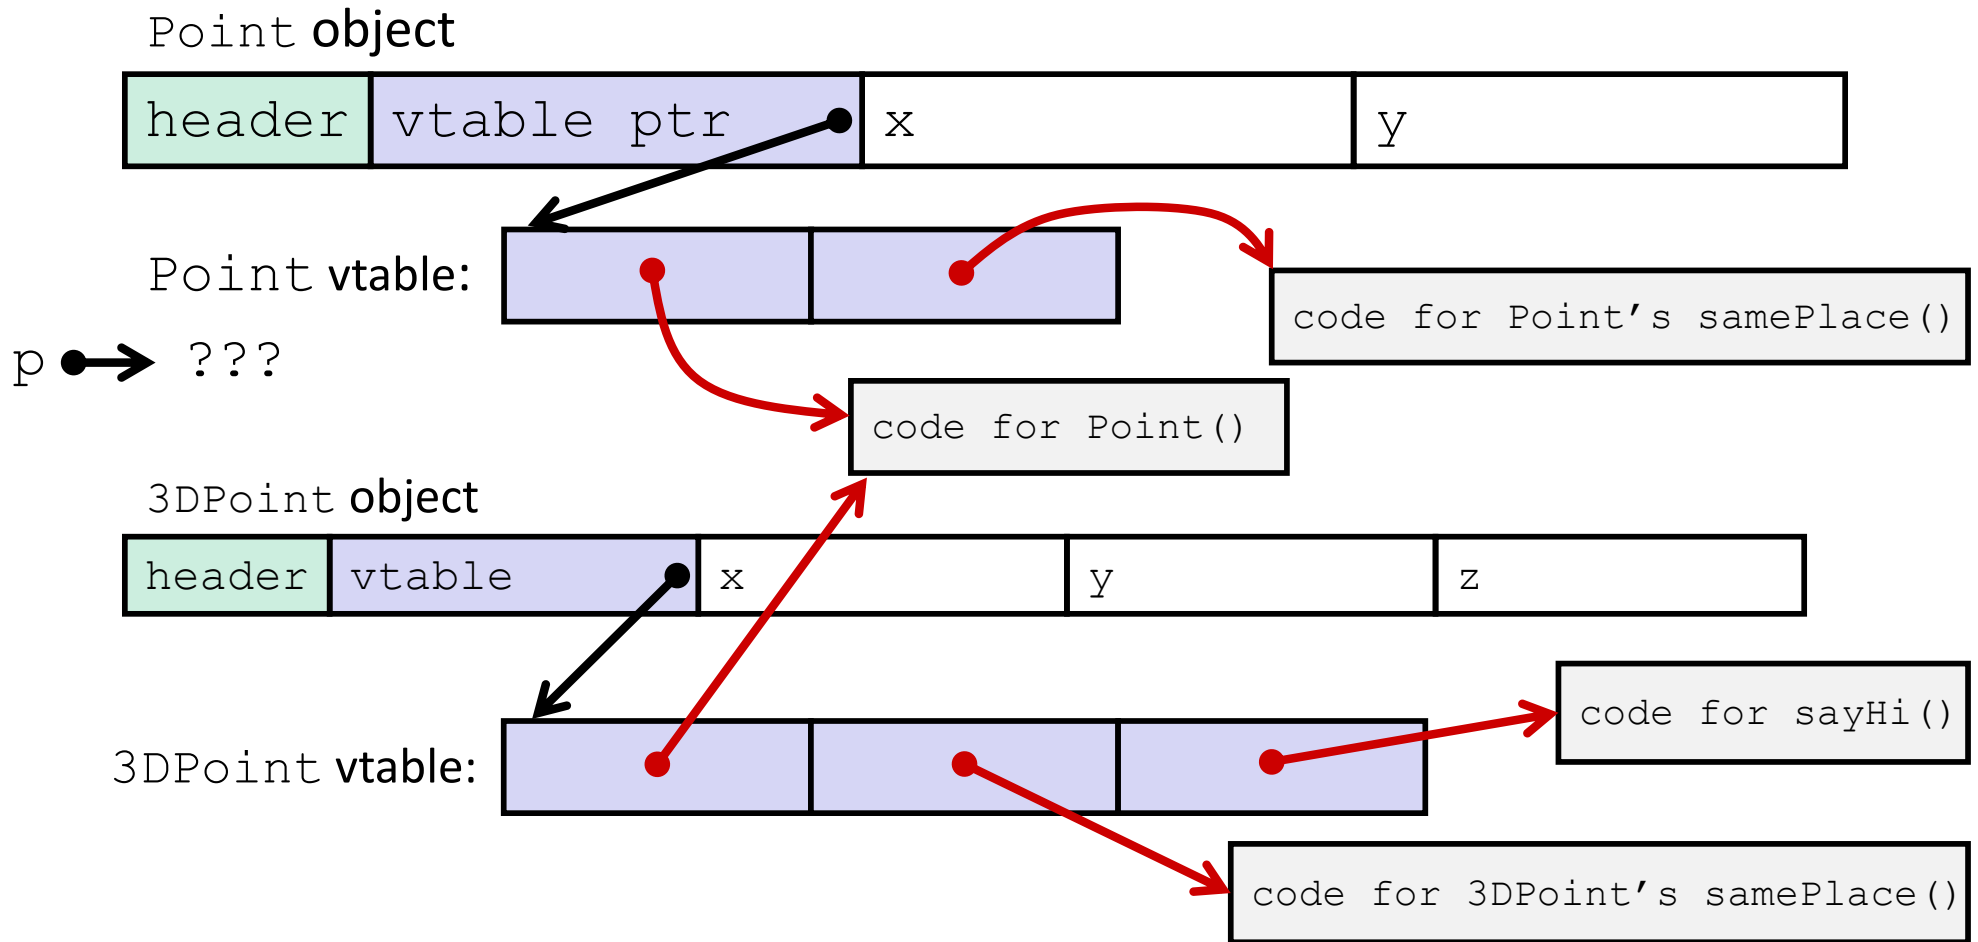 Point object
header vtable ptr x y
Point vtable:
code for Point’s samePlace()
p ???
code for Point()
3DPoint object
header vtable x y z
code for sayHi()
3DPoint vtable:
code for 3DPoint’s samePlace()